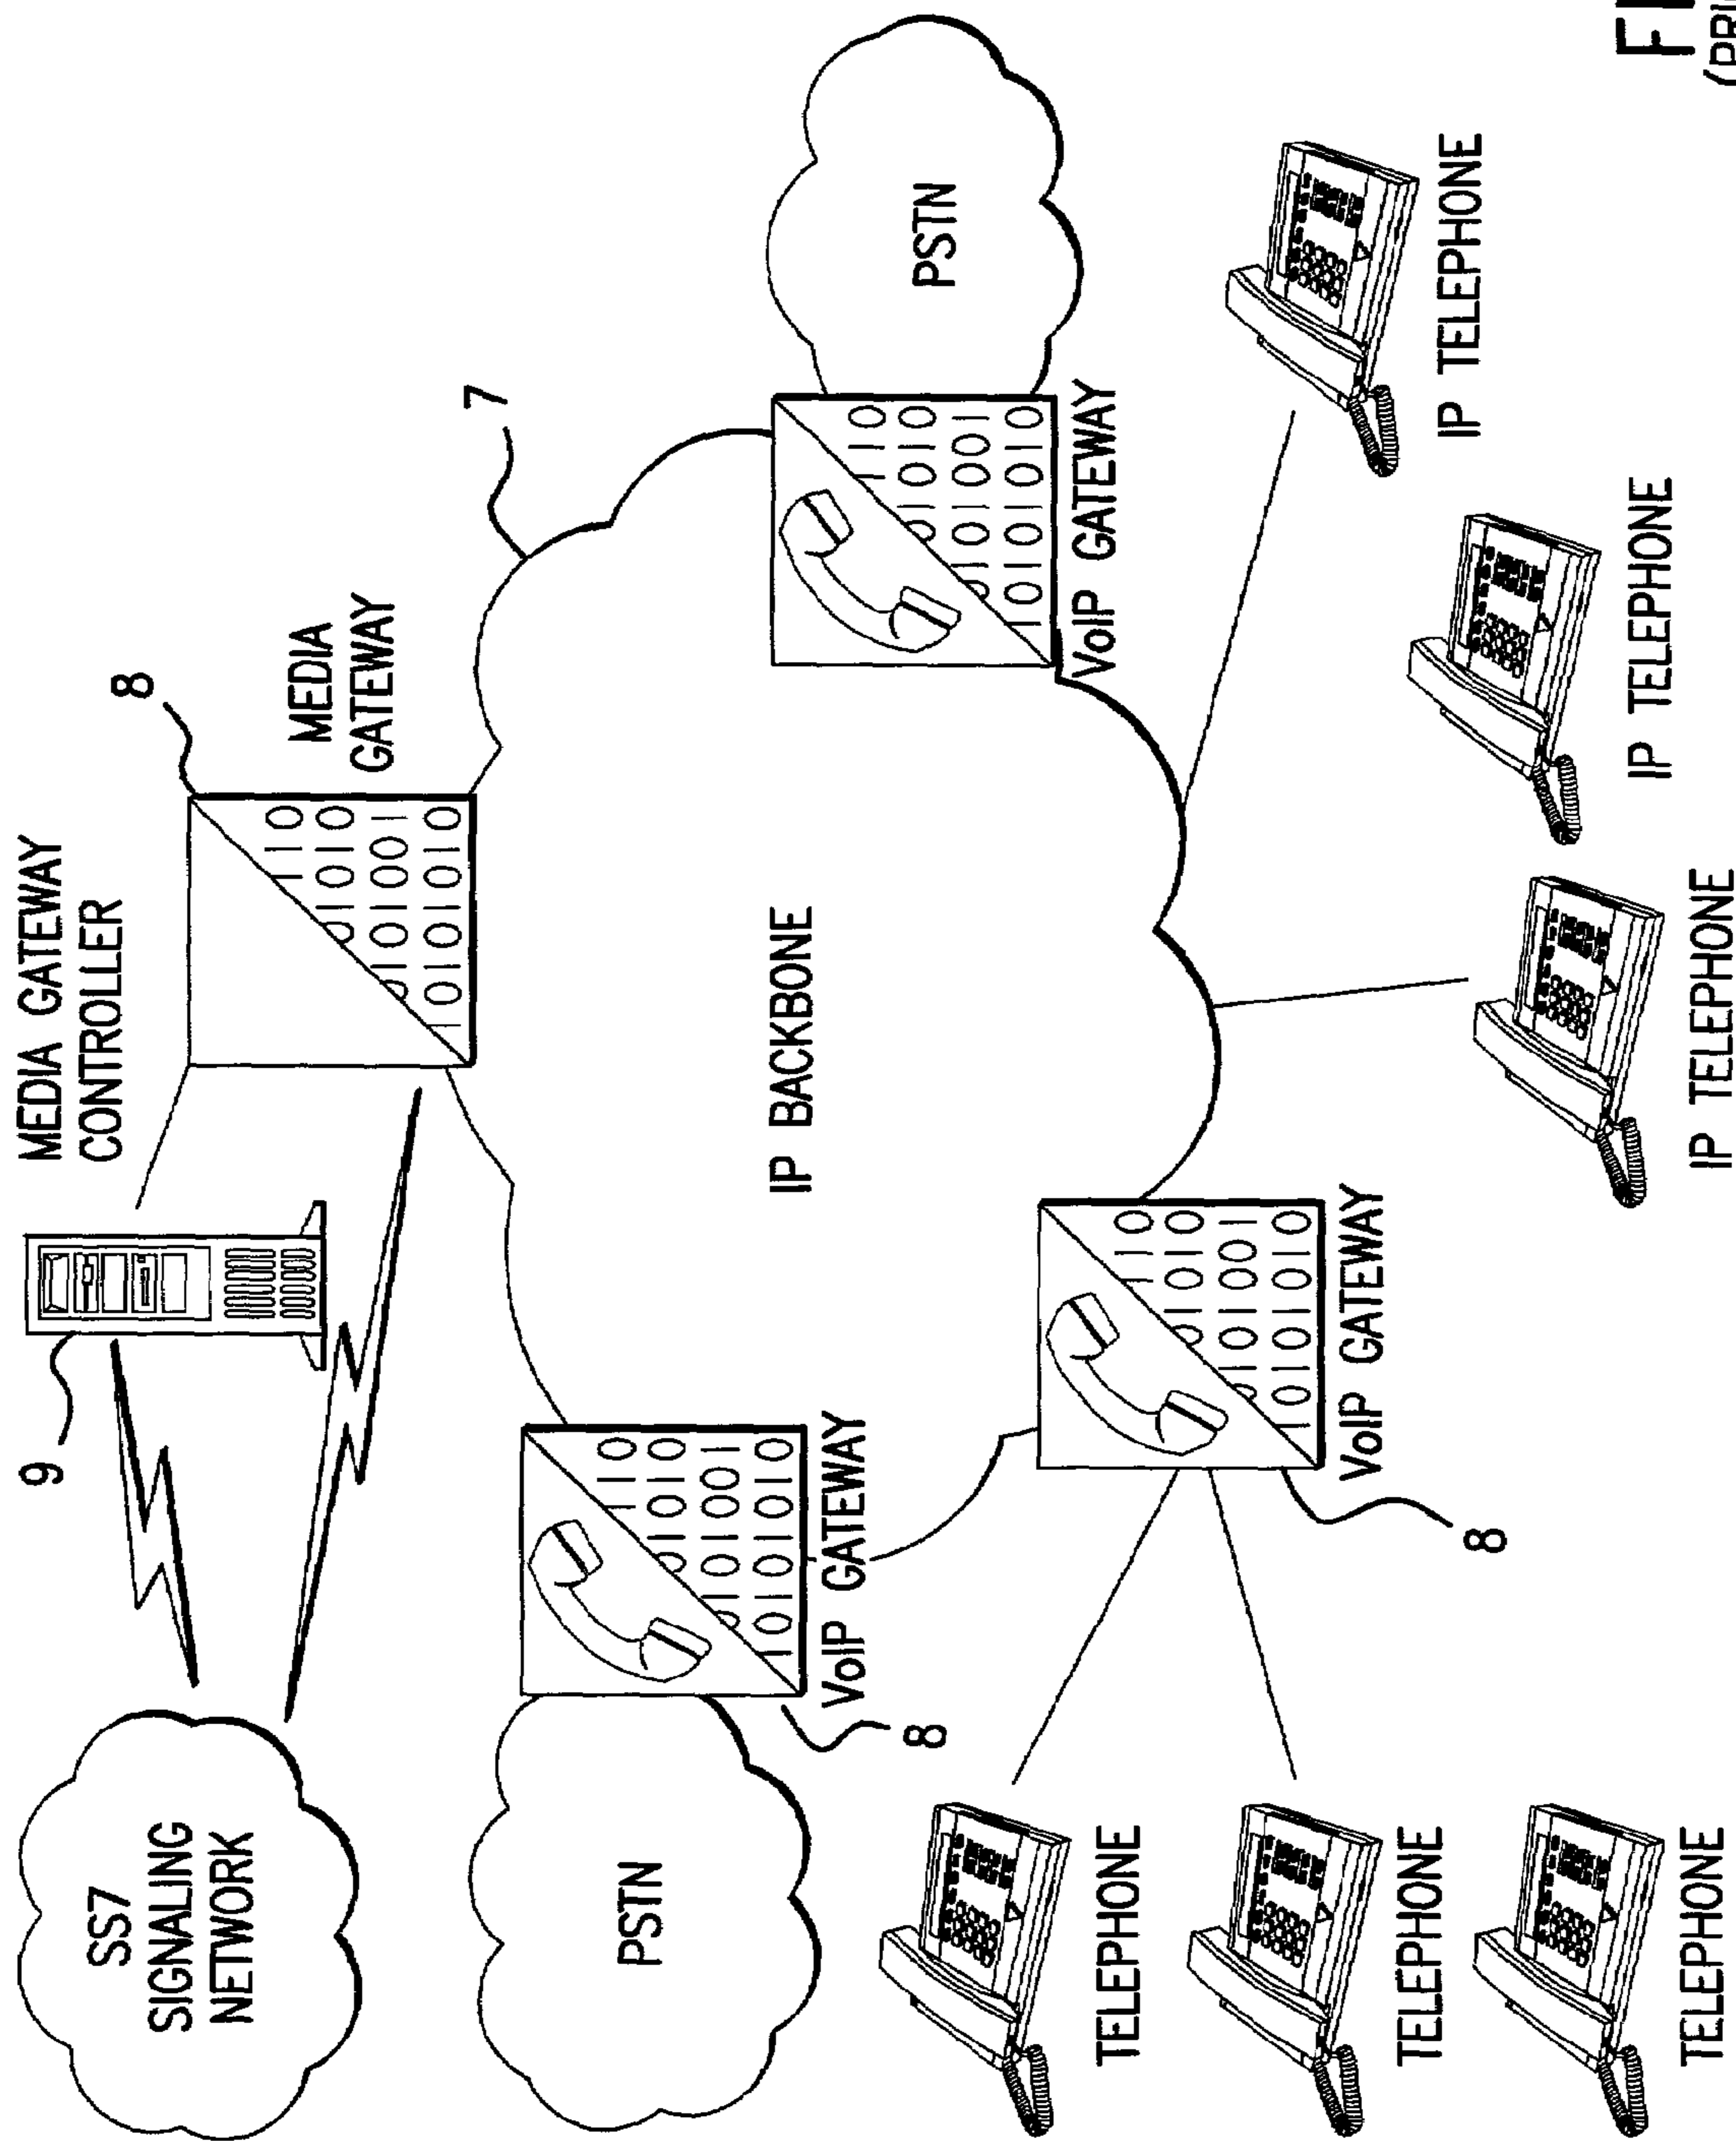 9
MEDIA GATEWAY
CONTROLLER
SS7
SIGNALING
NETWORK
8
MEDIA
GATEWAY
7
PSTN
IP BACKBONE
VoIP GATEWAY
8
PSTN
VoIP GATEWAY
TELEPHONE
VoIP GATEWAY
8
TELEPHONE
IP TELEPHONE
IP TELEPHONE
TELEPHONE
IP TELEPHONE